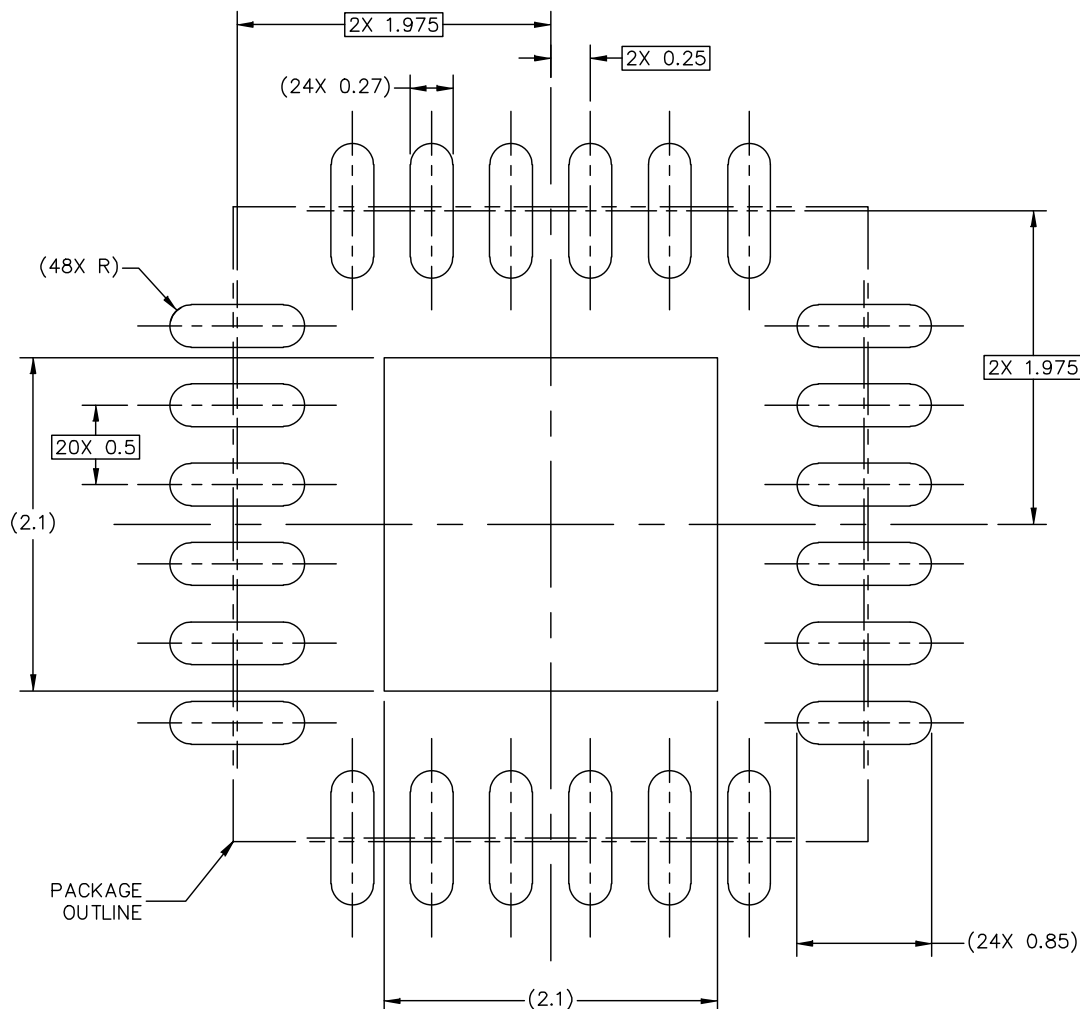 2X 1.975
2X 0.25
(24X 0.27)
(48X R)
2X 1.975
20X 0.5
(2.1)
PACKAGE
OUTLINE
(24X 0.85)
(2.1)